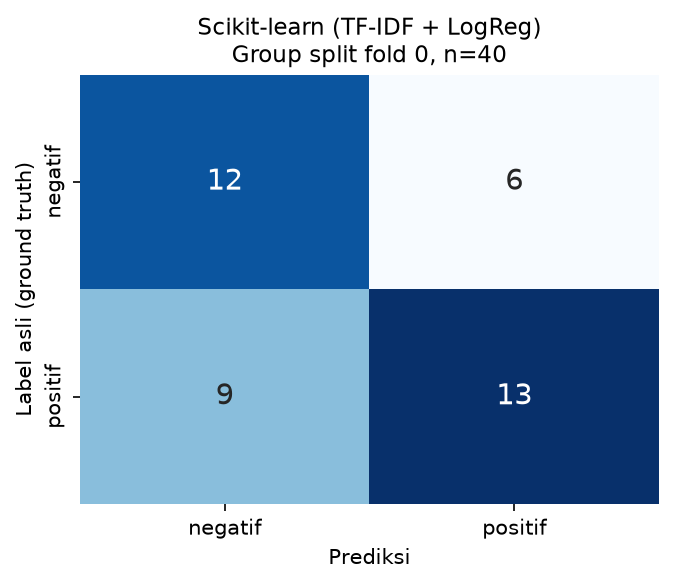 Scikit-learn (TF-IDF + LogReg)
Group split fold 0, n=40
Label asli (ground truth)
negatif
12
6
positif
9
13
negatif
positif
Prediksi